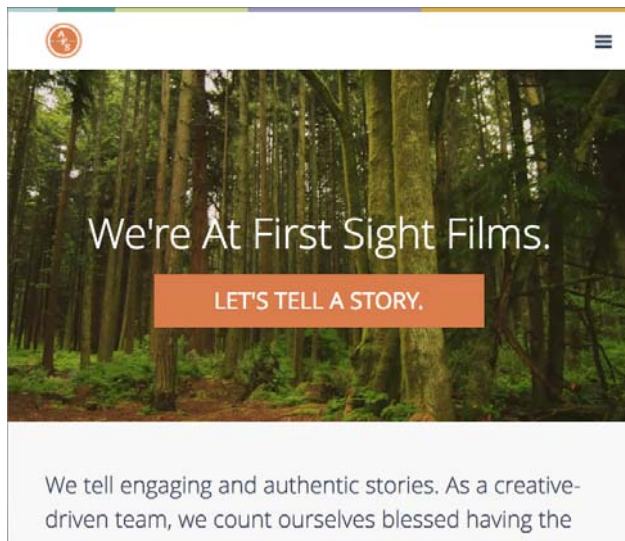 We're At First Sight Films.
LET'S TELL A STORY.
We tell engaging and authentic stories. As a creative-
driven team, we count ourselves blessed having the